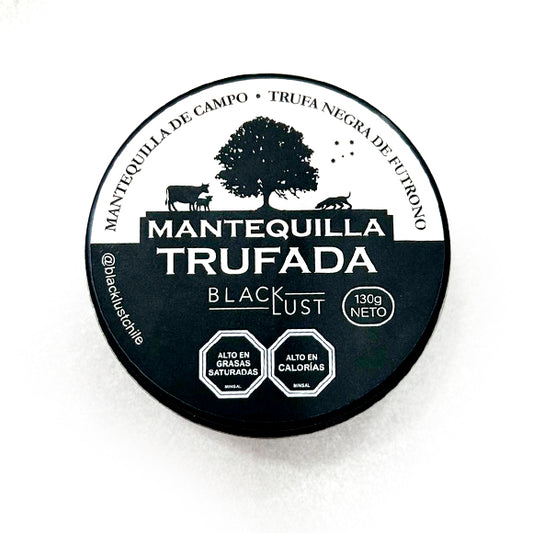 MANTEQUILLA DE CAMPO • TRUFA NEGRA DE FUTRONO
MANTEQUILLA
TRUFADA
BLACK
LUST
130g
NETO
@blacklustchile
ALTO EN
GRASAS
SATURADAS
MINSAL
ALTO EN
CALORÍAS
MINSAL